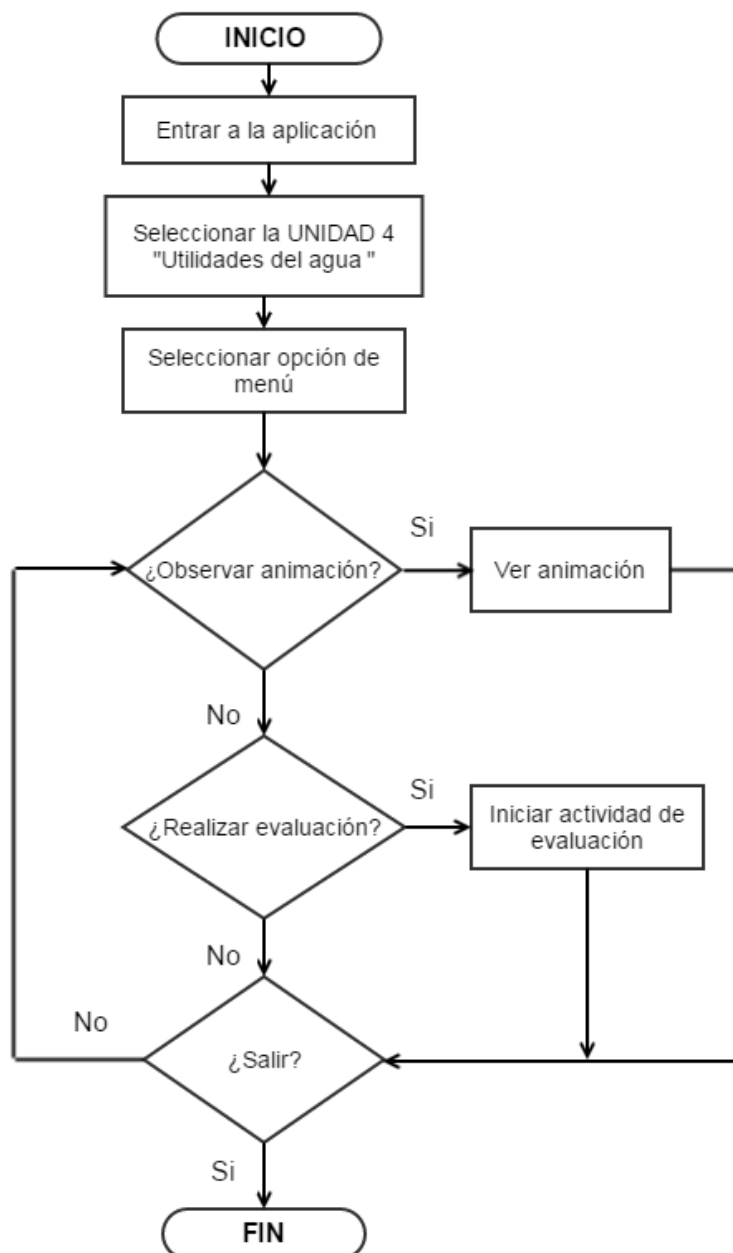 INICIO
Entrar a la aplicación
Seleccionar la UNIDAD 4
"Utilidades del agua "
Seleccionar opción de
menú
¿Observar animación?
Si
Ver animación
No
¿Realizar evaluación?
Si
Iniciar actividad de
evaluación
No
¿Salir?
No
Si
FIN